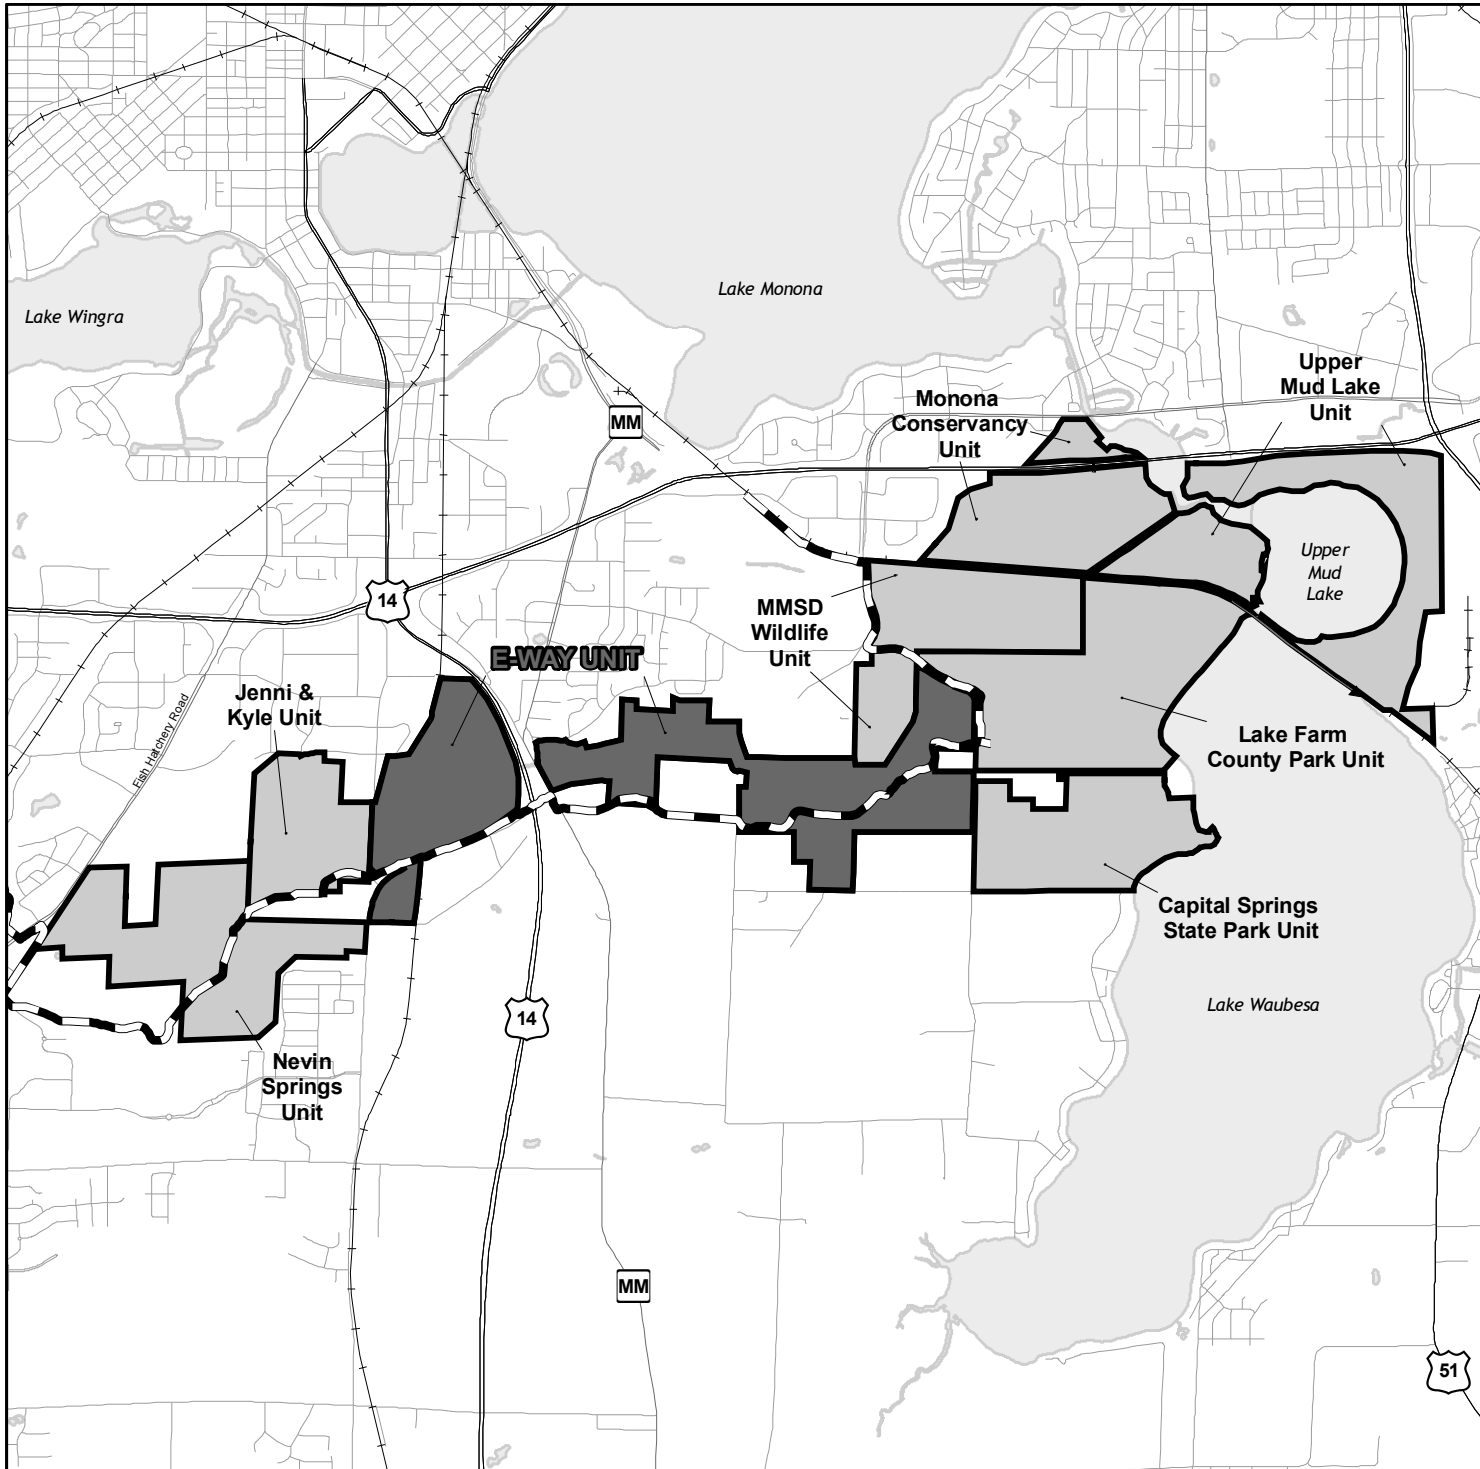 Lake Monona
Lake Wingra
Upper
Mud Lake
Unit
Monona
Conservancy
Unit
MM
Upper
Mud
Lake
14
MMSD
Wildlife
Unit
E-WAY UNIT
Jenni &
Kyle Unit
Fish Hatchery Road
Lake Farm
County Park Unit
Capital Springs
State Park Unit
Lake Waubesa
14
Nevin
Springs
Unit
MM
51